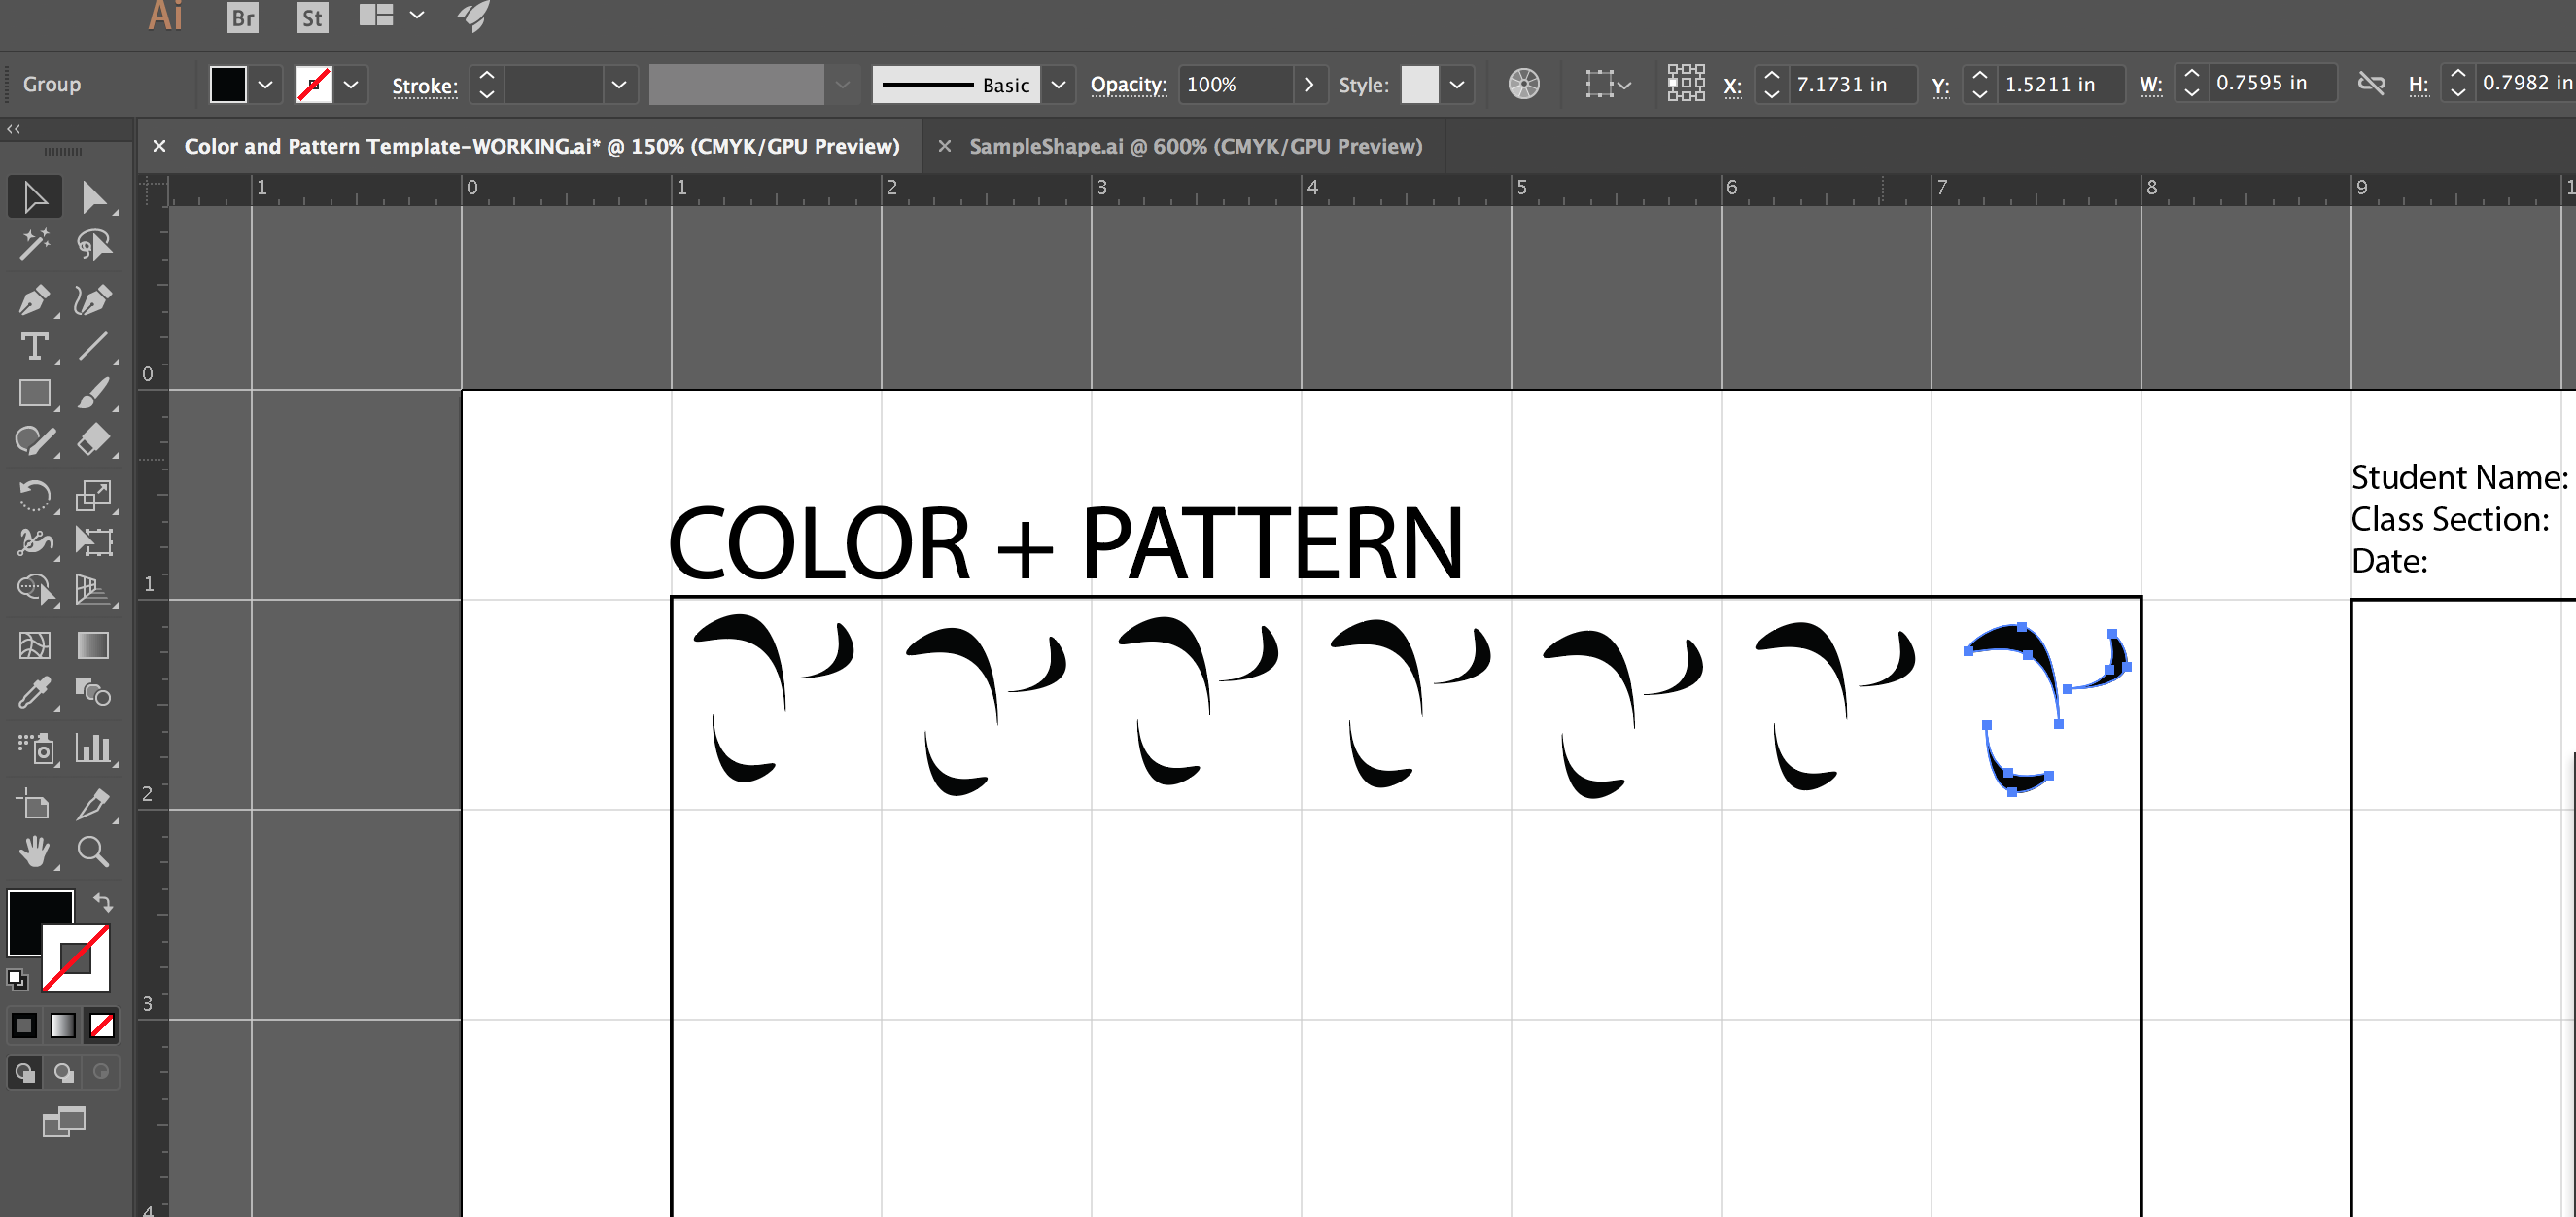 Ai Br St
Group Stroke: Basic Opacity: 100% Style: X: 7.1731 in Y: 1.5211 in W: 0.7595 in H: 0.7982 in
Color and Pattern Template-WORKING.ai* @ 150% (CMYK/GPU Preview) SampleShape.ai @ 600% (CMYK/GPU Preview)
1 0 1 2 3 4 5 6 7 8 9 1
0
Student Name:
COLOR + PATTERN
Class Section:
Date:
1
2
3
4